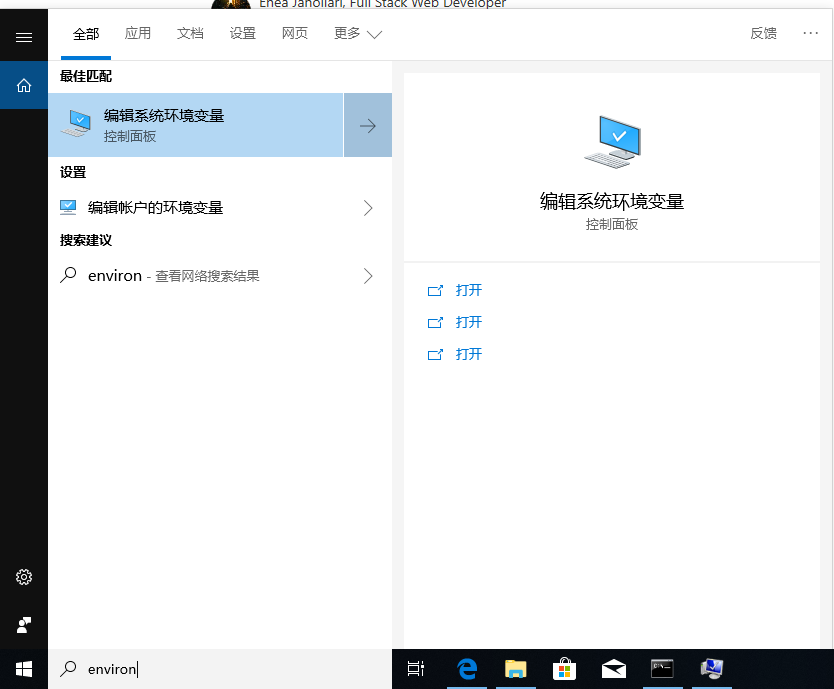 Enea Janollari, Full Stack Web Developer
全部 应用 文档 设置 网页 更多 反馈 ...
最佳匹配
编辑系统环境变量
控制面板
设置
编辑帐户的环境变量
搜索建议
environ - 查看网络搜索结果
编辑系统环境变量
控制面板
打开
打开
打开
environ